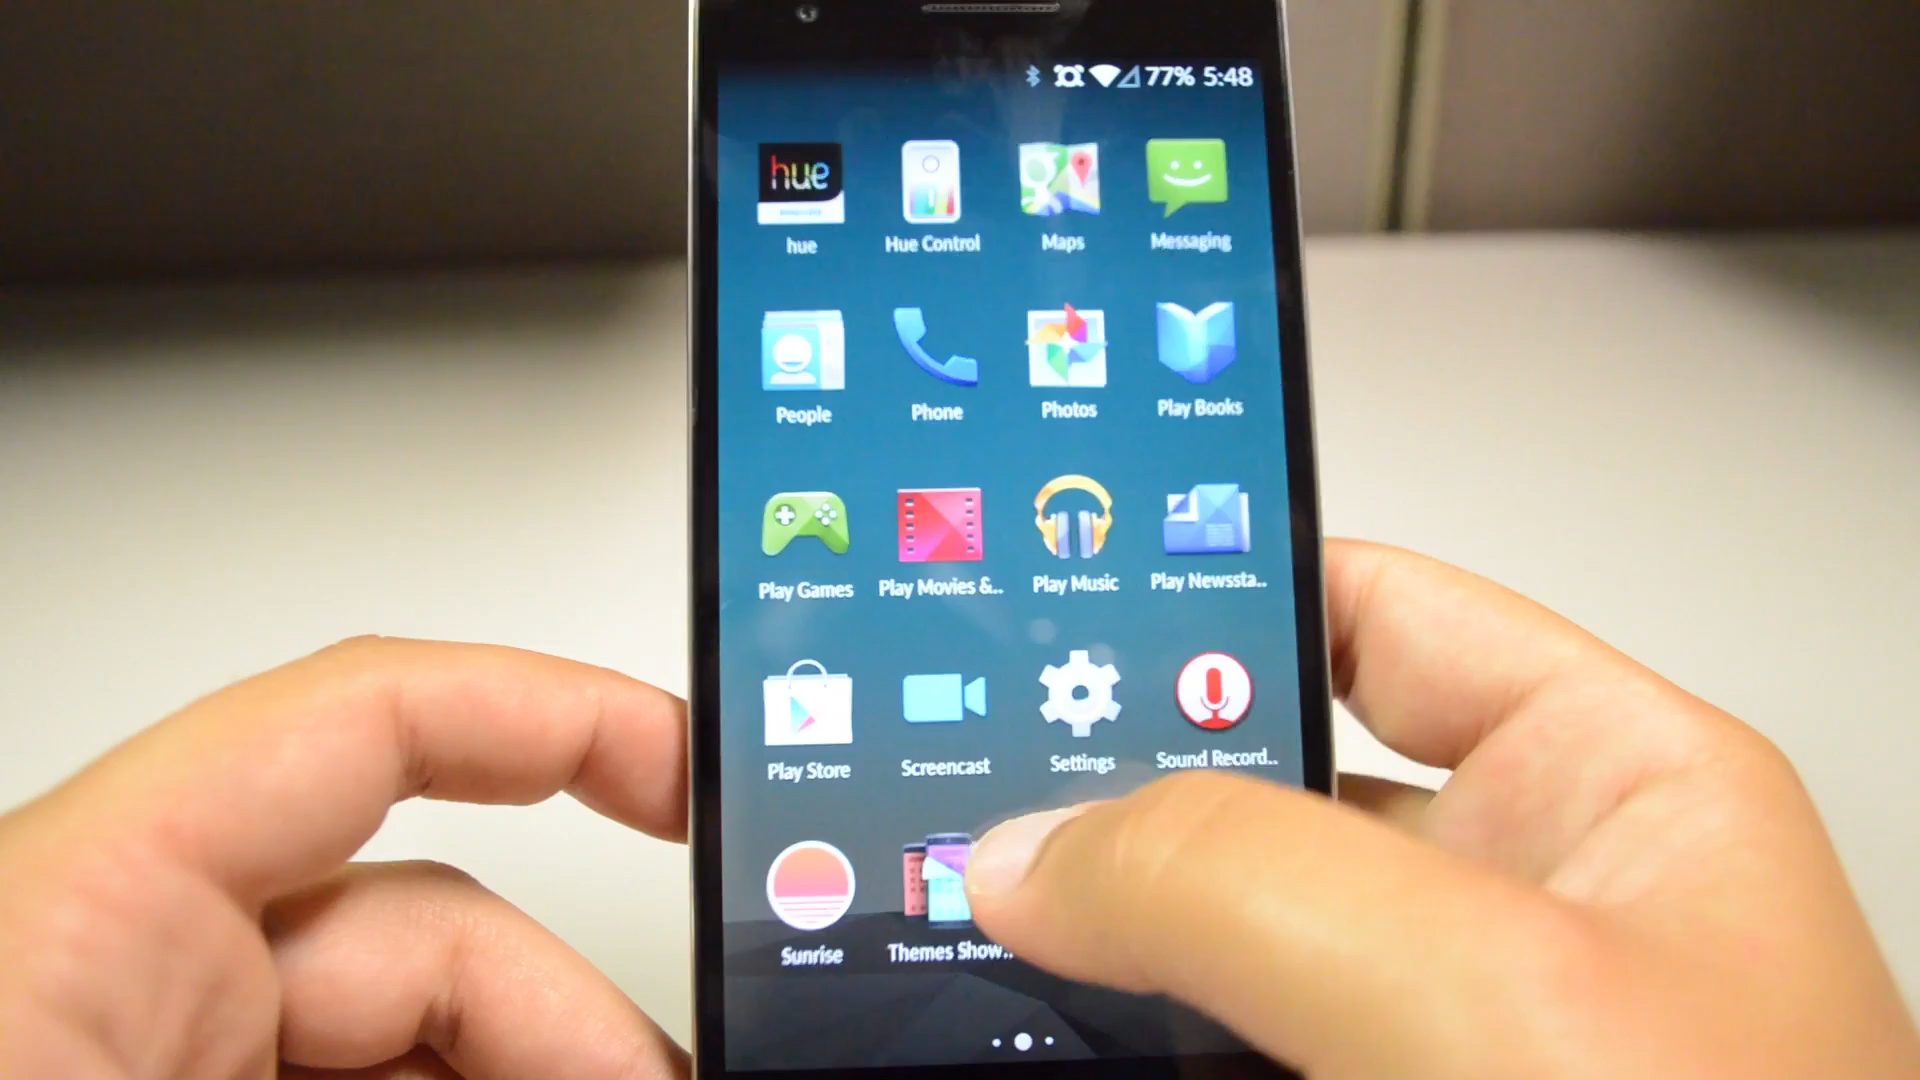 77% 5:48
hue
hue Hue Control Maps Messaging
People Phone Photos Play Books
Play Games Play Movies &.. Play Music Play Newssta..
Play Store Screencast Settings Sound Record..
Sunrise Themes Show..